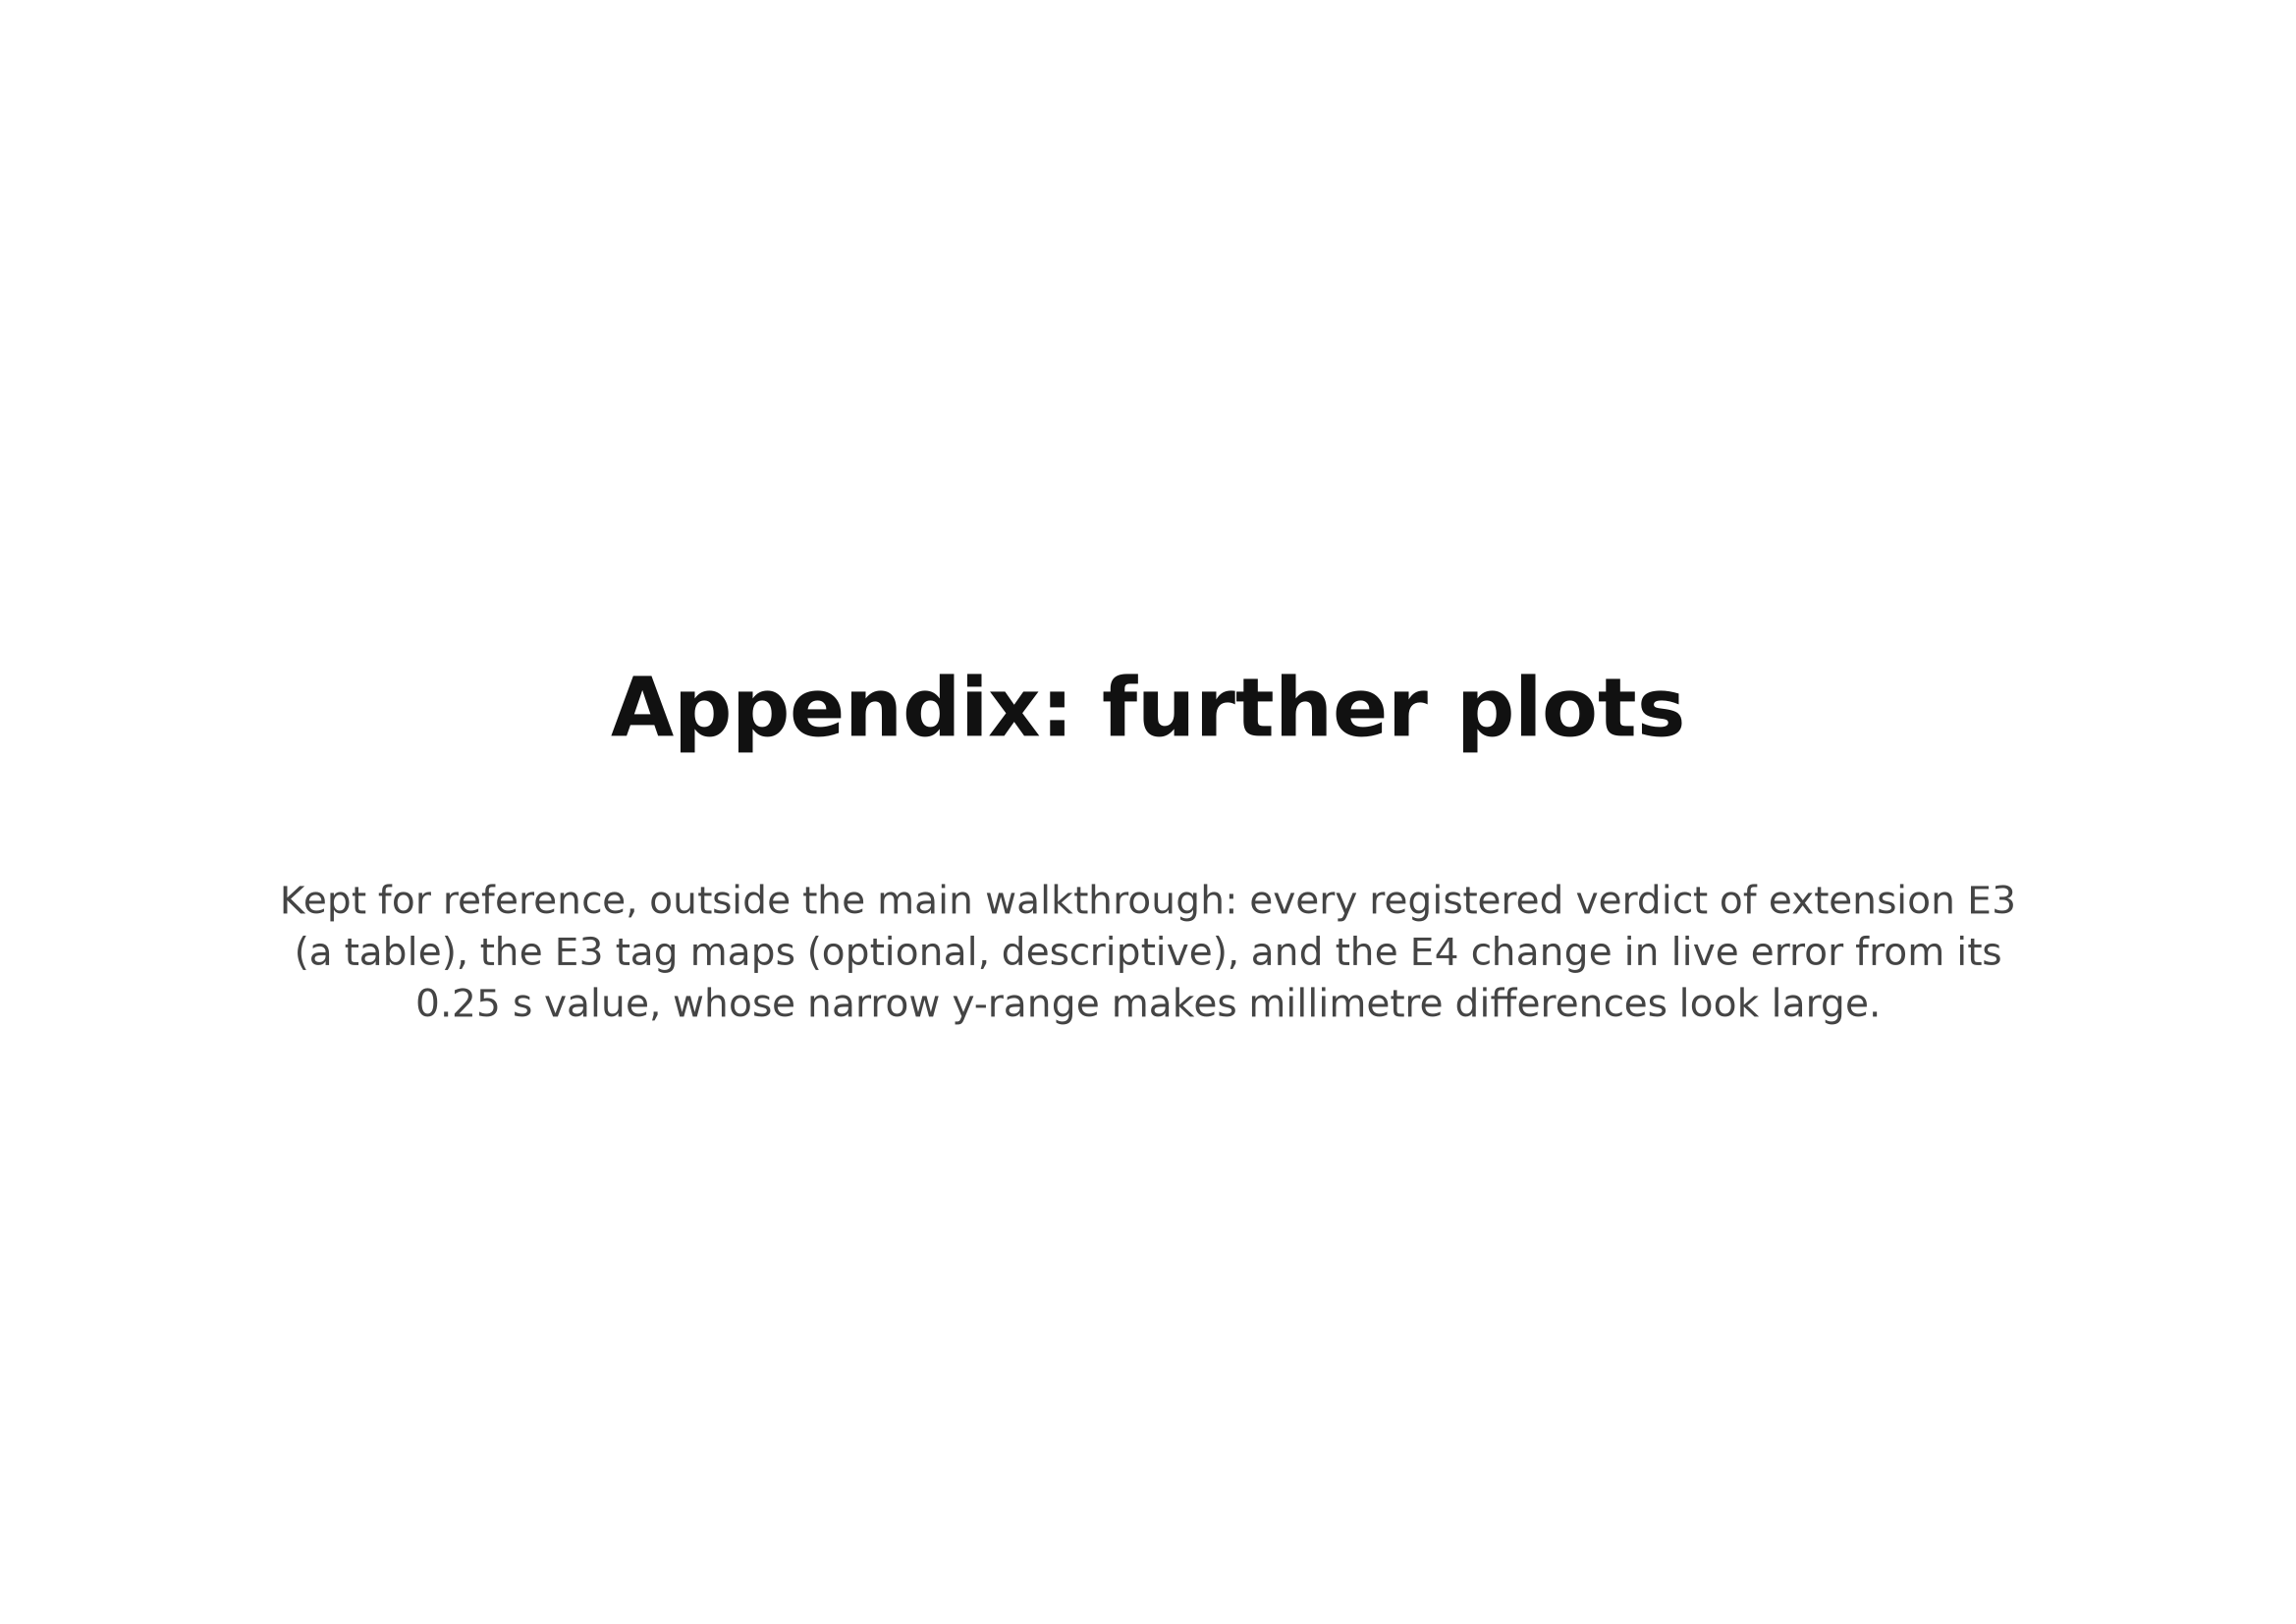 Appendix: further plots
Kept for reference, outside the main walkthrough: every registered verdict of extension E3
(a table), the E3 tag maps (optional, descriptive), and the E4 change in live error from its
0.25 s value, whose narrow y-range makes millimetre differences look large.